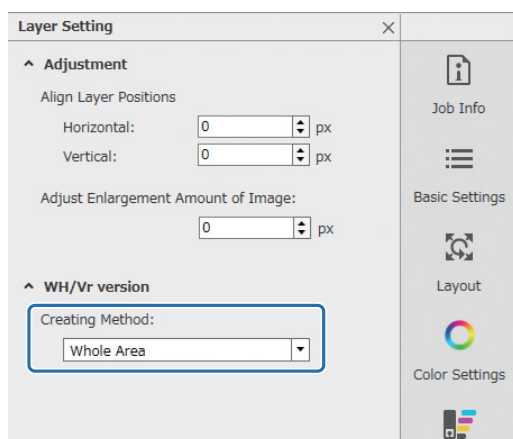 Layer Setting
Adjustment
Align Layer Positions
Horizontal: 0 px
Vertical: 0 px
Adjust Enlargement Amount of Image:
0 px
WH/Vr version
Creating Method:
Whole Area
Job Info
Basic Settings
Layout
Color Settings